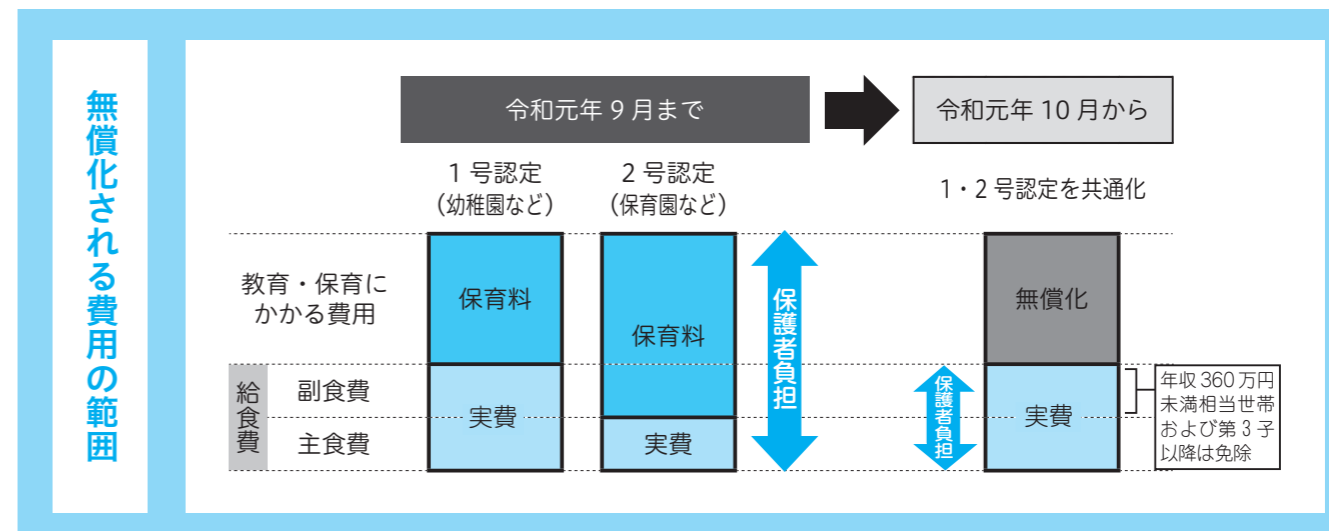 無償化される費用の範囲
令和元年9月まで
令和元年10月から
1号認定
(幼稚園など)
2号認定
(保育園など)
1・2号認定を共通化
教育・保育に
かかる費用
保育料
保育料
保護者負担
無償化
給食費
副食費
主食費
実費
実費
保護者負担
実費
年収360万円
未満相当世帯
および第3子
以降は免除